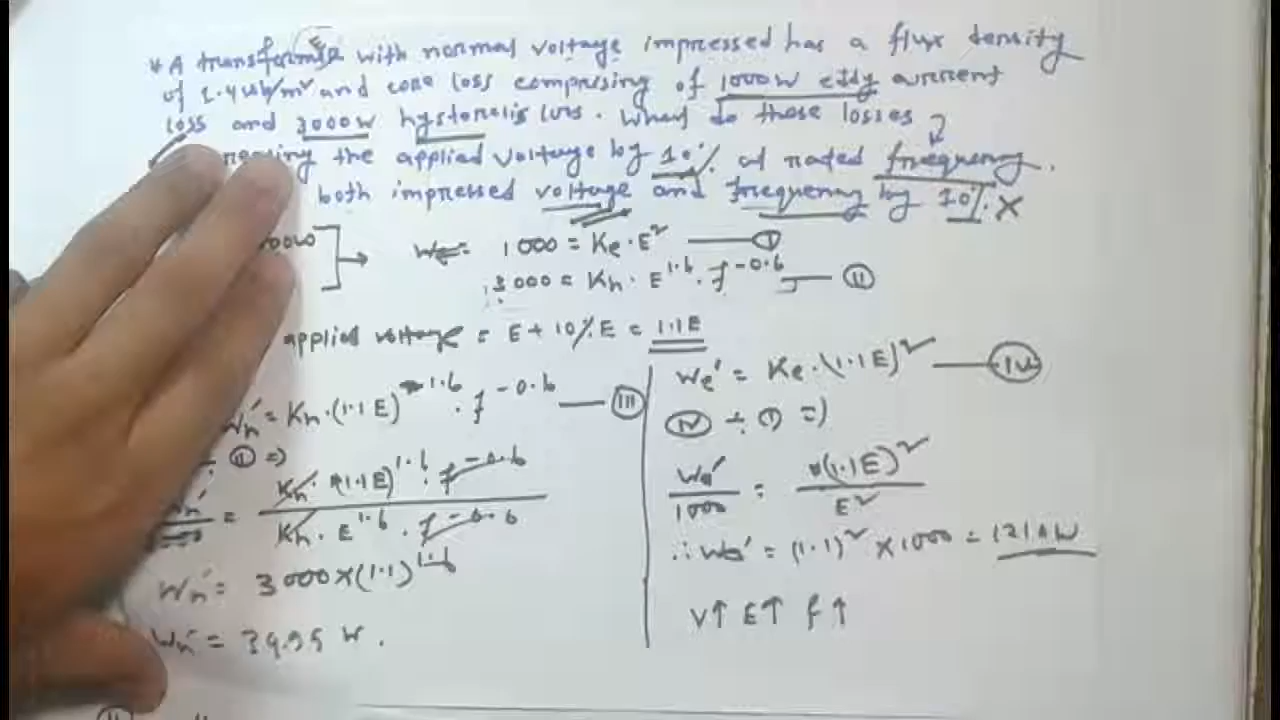 * A transformer with normal voltage impressed has a flux density
of 1.4 wb/m² and core loss comprising of 1000W eddy current
loss and 3000W hysteresis loss. What do these losses
the applied voltage by 10% at rated frequency.
both impressed voltage and frequency by 10% X
We = 1000 = Ke·E² — (I)
3000 = Kh·E^1.6·f^-0.6 — (II)
applied voltage = E + 10% E = 1.1E
Wh' = Kh·(1.1E)^1.6·f^-0.6 — (III)
(II) =>
Kh·(1.1E)^1.6·f^-0.6
=
Kh·E^1.6·f^-0.6
Wh' = 3000×(1.1)^1.6
Wh' = 3495 W.
We' = Ke·(1.1E)² — (IV)
(IV) ÷ (I) =>
We'/1000 = (1.1E)²/E²
∴ We' = (1.1)² × 1000 = 1210W
V↑ E↑ f↑